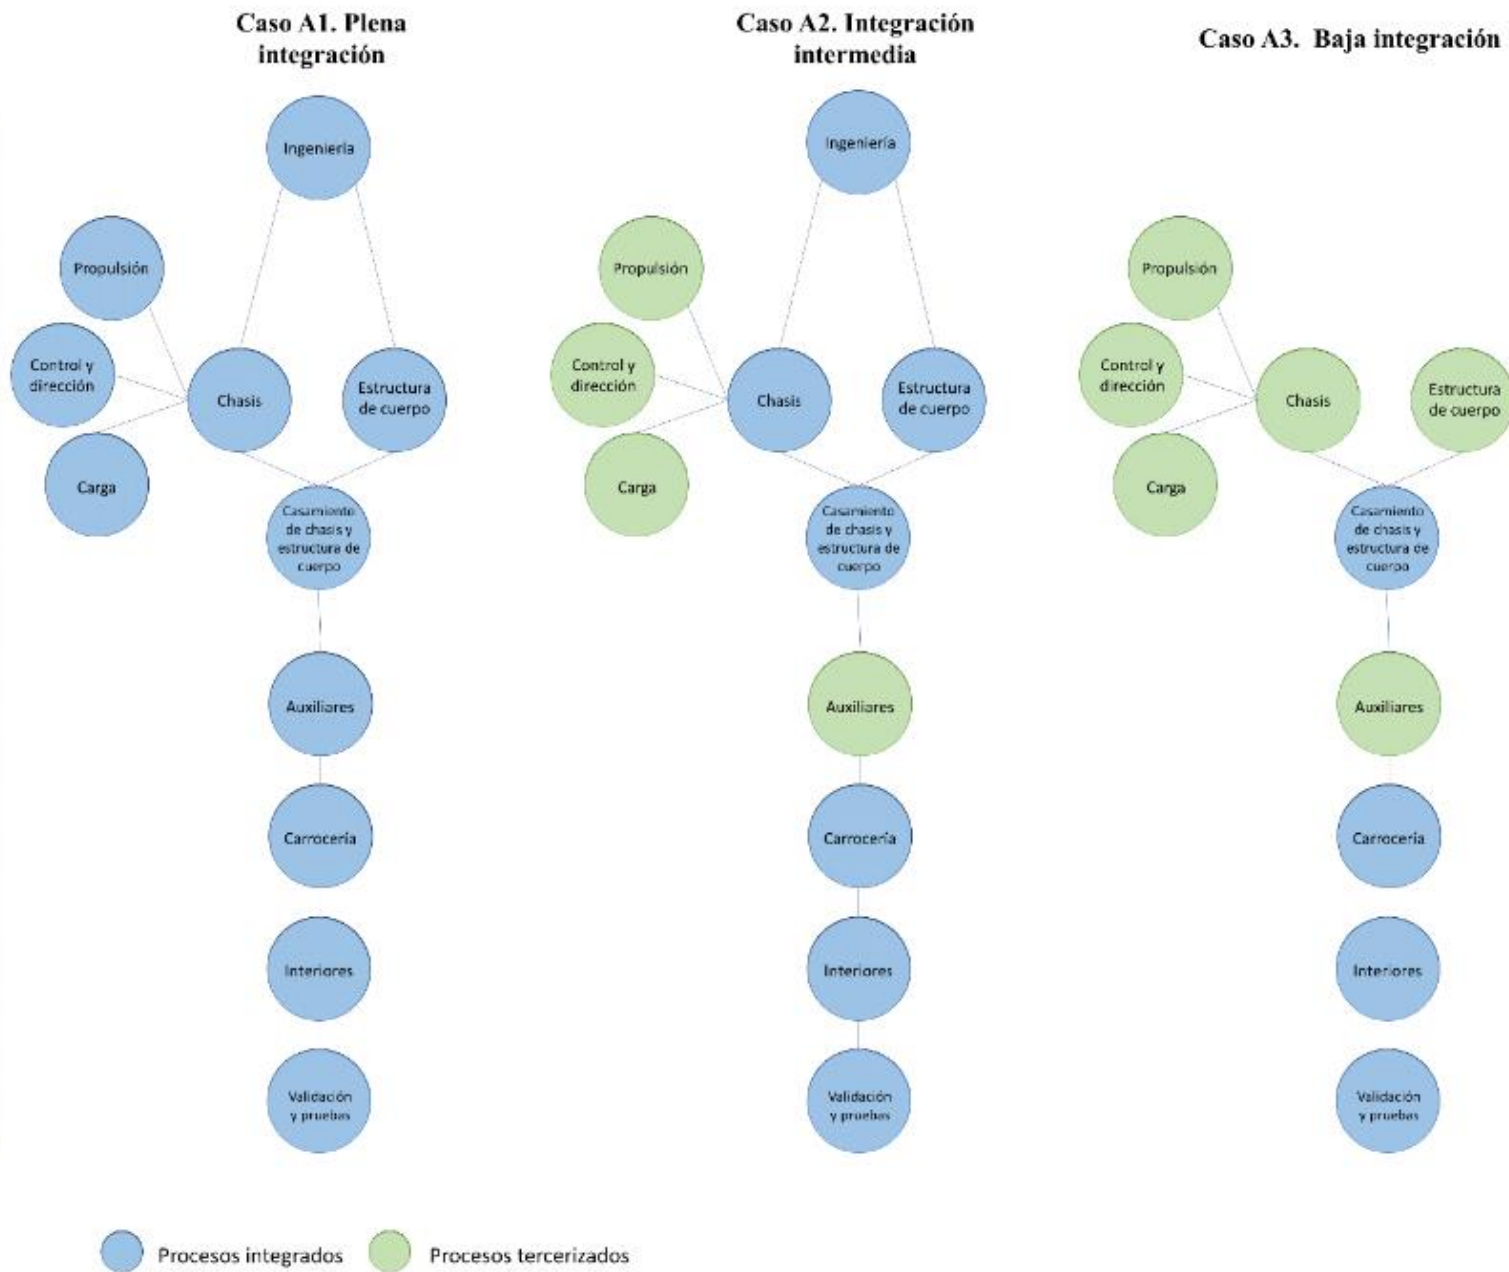 Caso A1. Plena
integración
Ingeniería
Propulsión
Control y
dirección
Chasis
Estructura
de cuerpo
Carga
Casamiento
de chasis y
estructura de
cuerpo
Auxiliares
Carrocería
Interiores
Validación
y pruebas
Caso A2. Integración
intermedia
Ingeniería
Propulsión
Control y
dirección
Chasis
Estructura
de cuerpo
Carga
Casamiento
de chasis y
estructura de
cuerpo
Auxiliares
Carrocería
Interiores
Validación
y pruebas
Caso A3. Baja integración
Propulsión
Control y
dirección
Chasis
Estructura
de cuerpo
Carga
Casamiento
de chasis y
estructura de
cuerpo
Auxiliares
Carrocería
Interiores
Validación
y pruebas
Procesos integrados
Procesos tercerizados